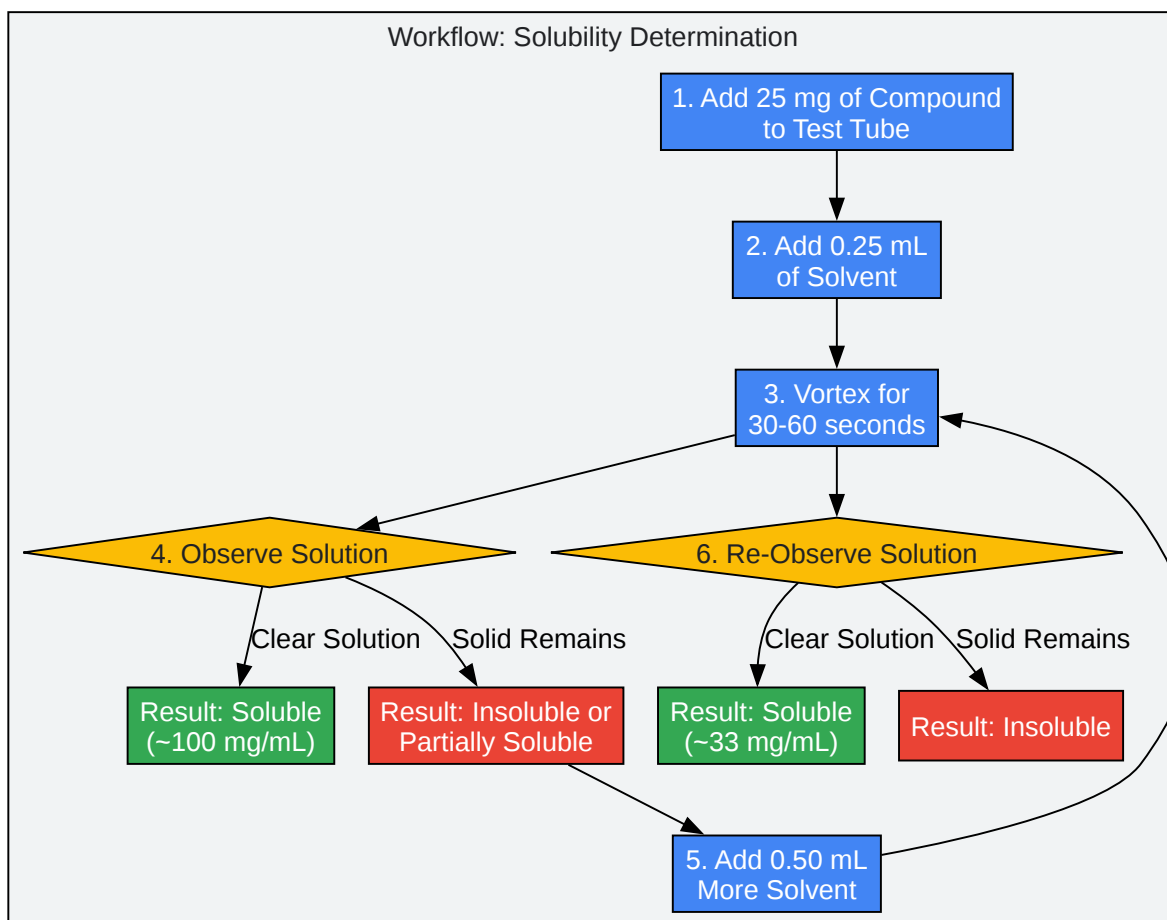 Workflow: Solubility Determination
1. Add 25 mg of Compound
to Test Tube
2. Add 0.25 mL
of Solvent
3. Vortex for
30-60 seconds
4. Observe Solution
6. Re-Observe Solution
Clear Solution
Solid Remains
Clear Solution
Solid Remains
Result: Soluble
(~100 mg/mL)
Result: Insoluble or
Partially Soluble
Result: Soluble
(~33 mg/mL)
Result: Insoluble
5. Add 0.50 mL
More Solvent